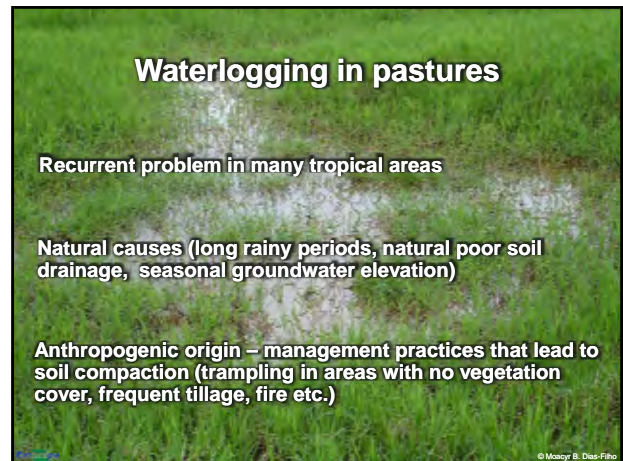 Waterlogging in pastures
Recurrent problem in many tropical areas
Natural causes (long rainy periods, natural poor soil
drainage, seasonal groundwater elevation)
Anthropogenic origin – management practices that lead to
soil compaction (trampling in areas with no vegetation
cover, frequent tillage, fire etc.)
© Moacyr B. Dias-Filho